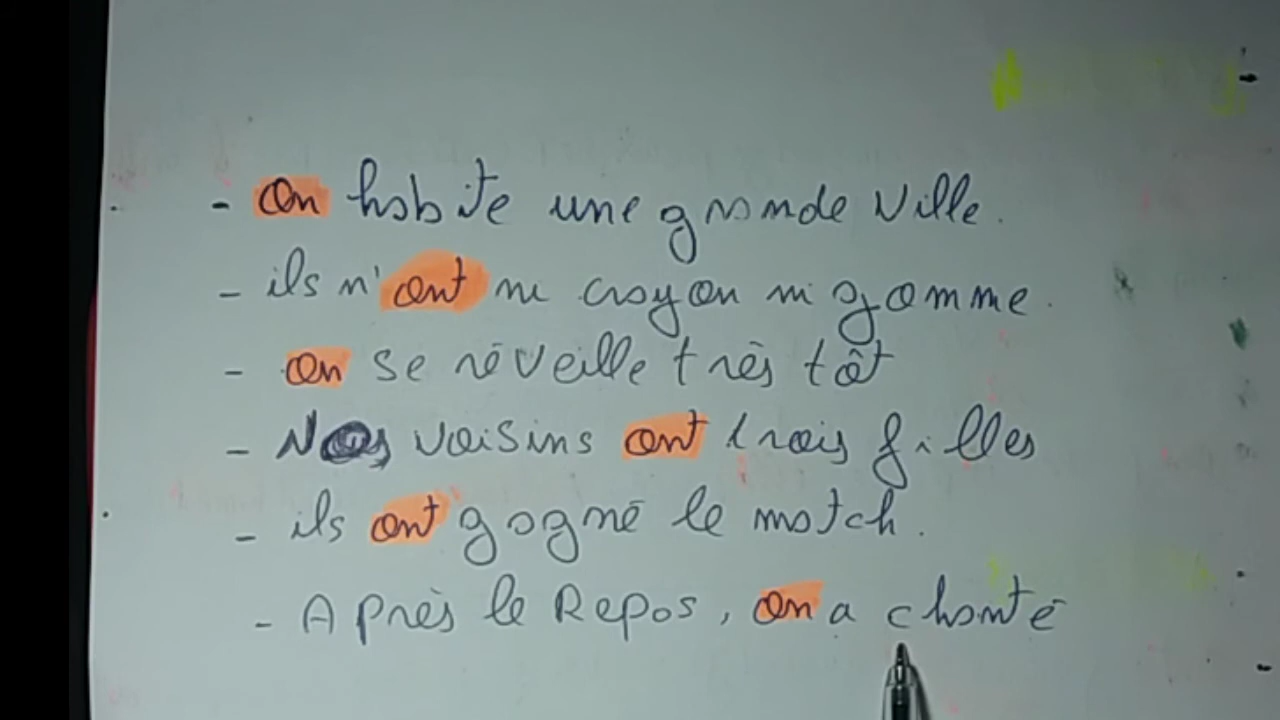 - On habite une grande ville.
- ils n'ont ni crayon ni gomme.
- on se réveille très tôt
- Nos voisins ont trois filles
- ils ont gagné le match.
- Après le Repos, on a chanté